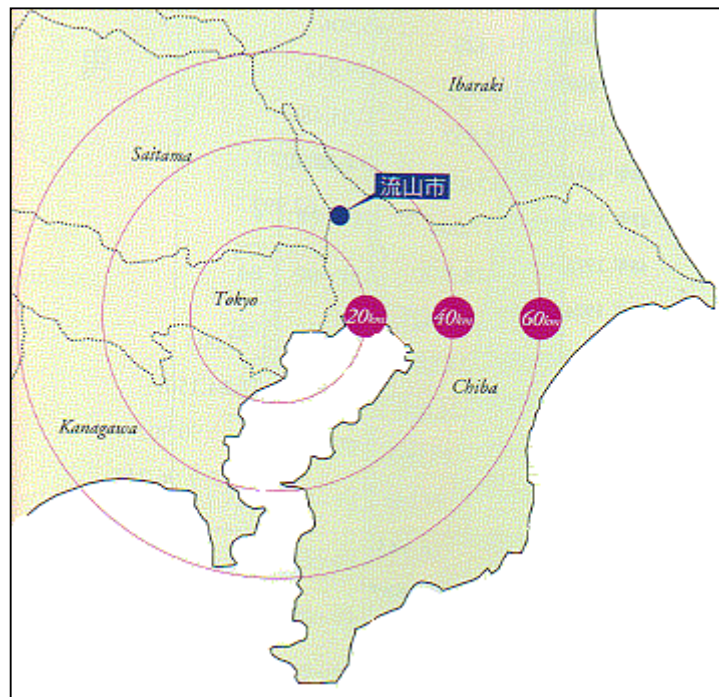 Ibaraki
Saitama
流山市
Tokyo
20km
40km
60km
Chiba
Kanagawa